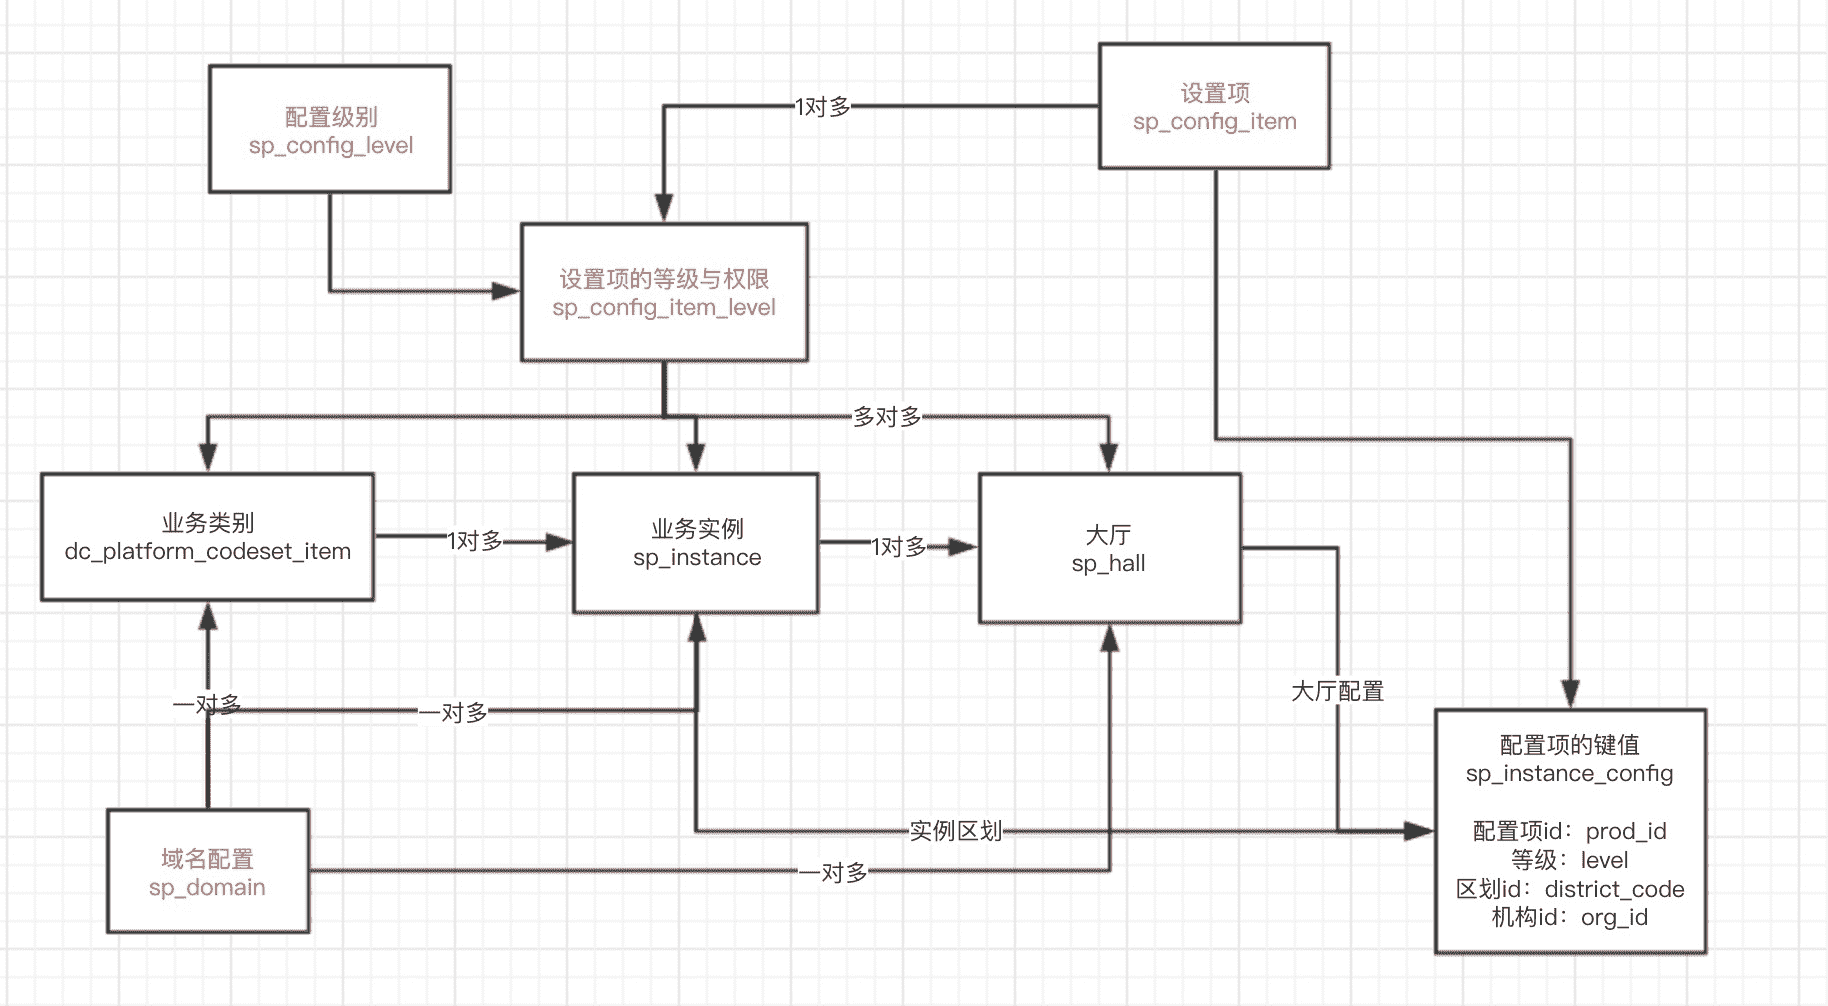 设置项
sp_config_item
配置级别
sp_config_level
1对多
设置项的等级与权限
sp_config_item_level
多对多
业务类别
dc_platform_codeset_item
1对多
业务实例
sp_instance
1对多
大厅
sp_hall
一对多
一对多
大厅配置
配置项的键值
sp_instance_config
配置项id：prod_id
等级：level
区划id：district_code
机构id：org_id
实例区划
域名配置
sp_domain
一对多